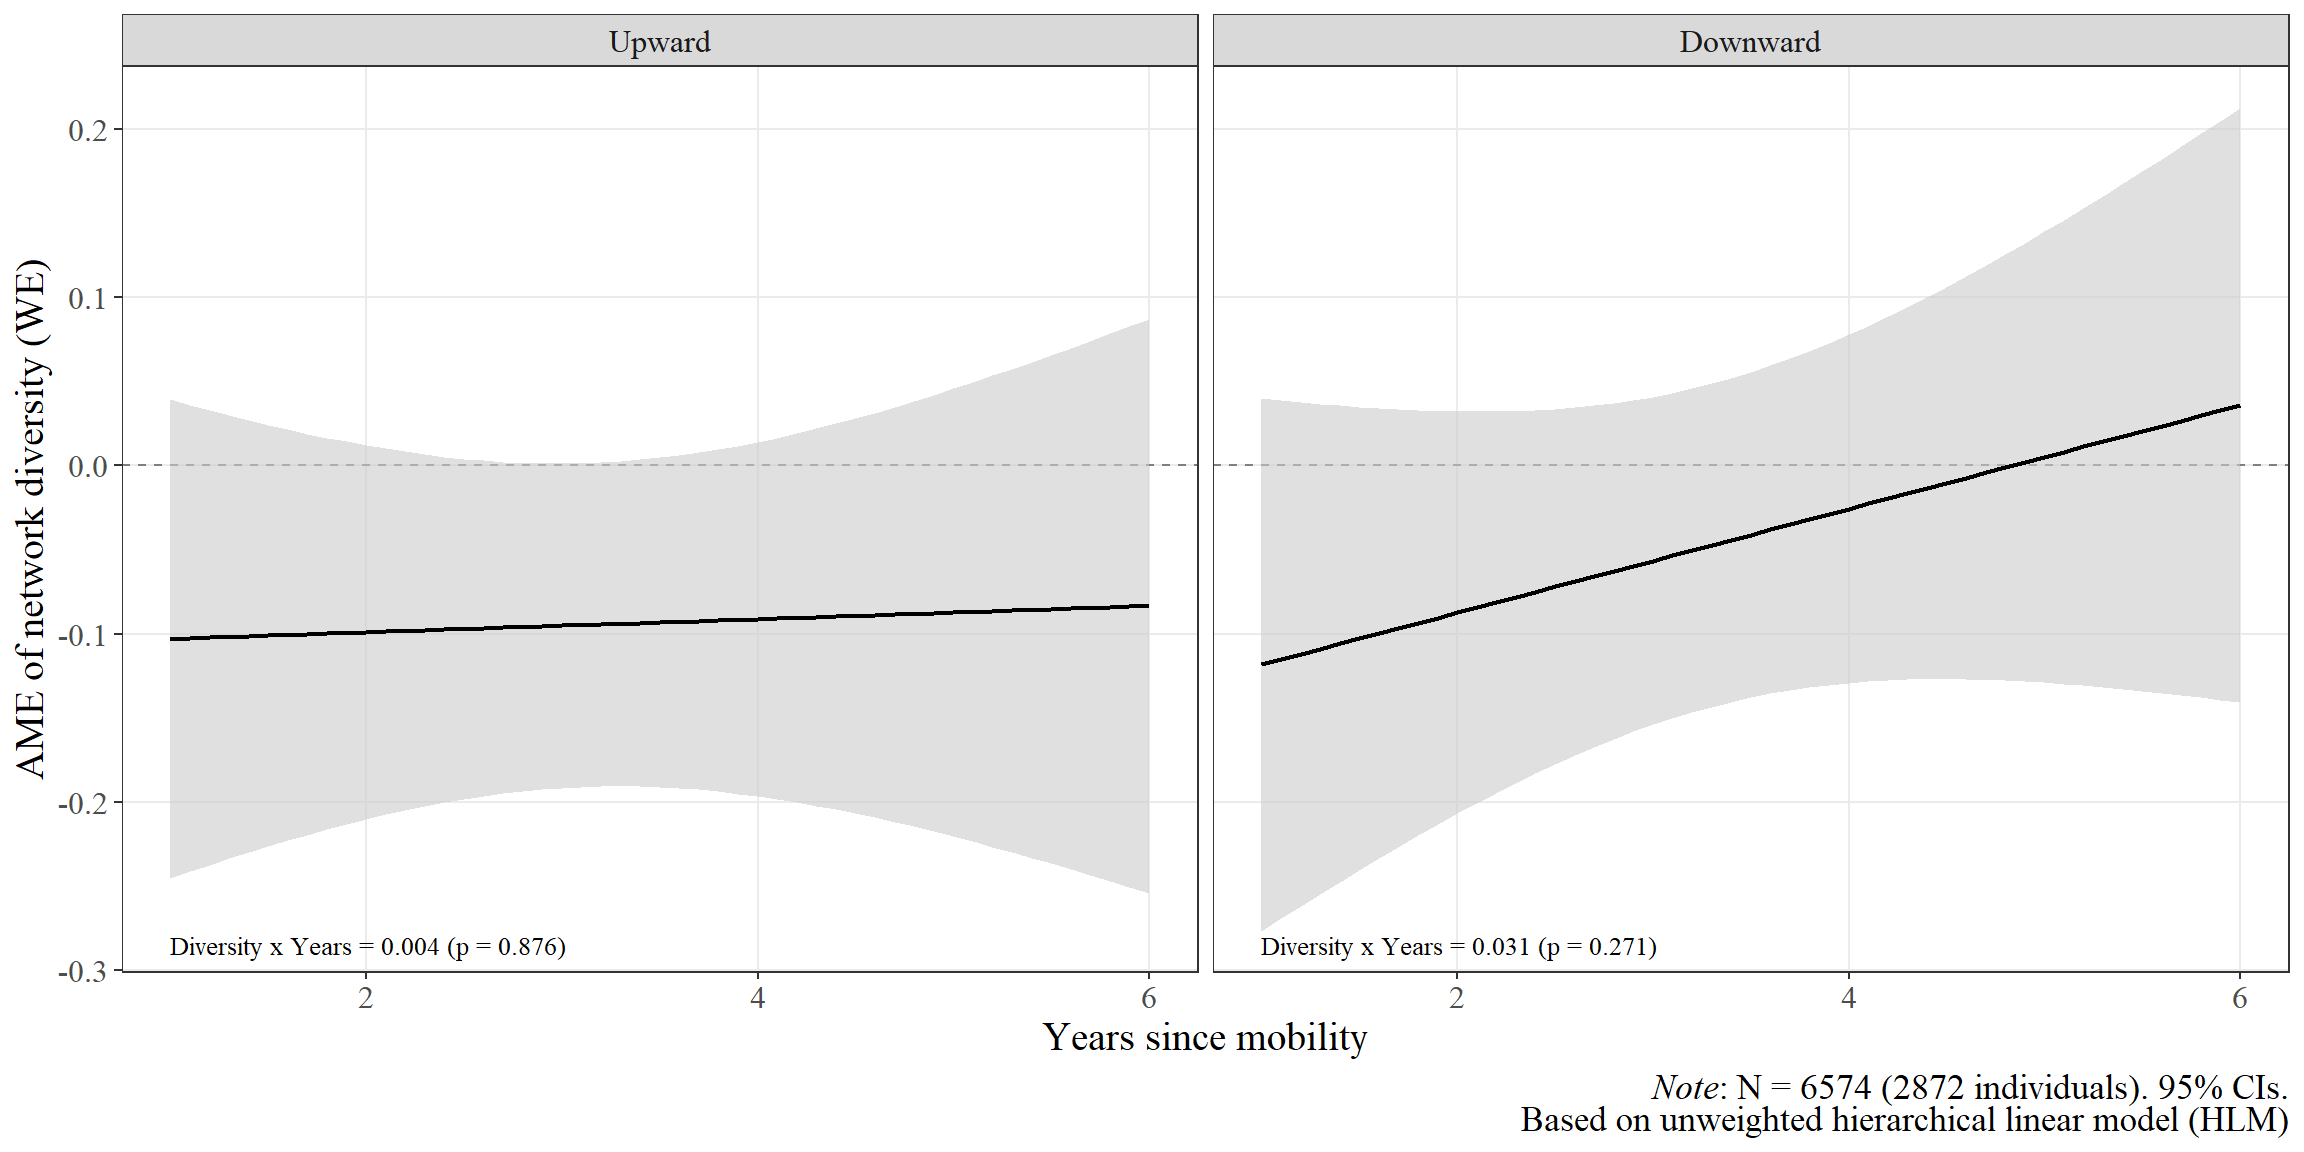 Upward
Downward
AME of network diversity (WE)
0.2
0.1
0.0
-0.1
-0.2
-0.3
Diversity x Years = 0.004 (p = 0.876)
Diversity x Years = 0.031 (p = 0.271)
2 4 6
2 4 6
Years since mobility
Note: N = 6574 (2872 individuals). 95% CIs.
Based on unweighted hierarchical linear model (HLM)